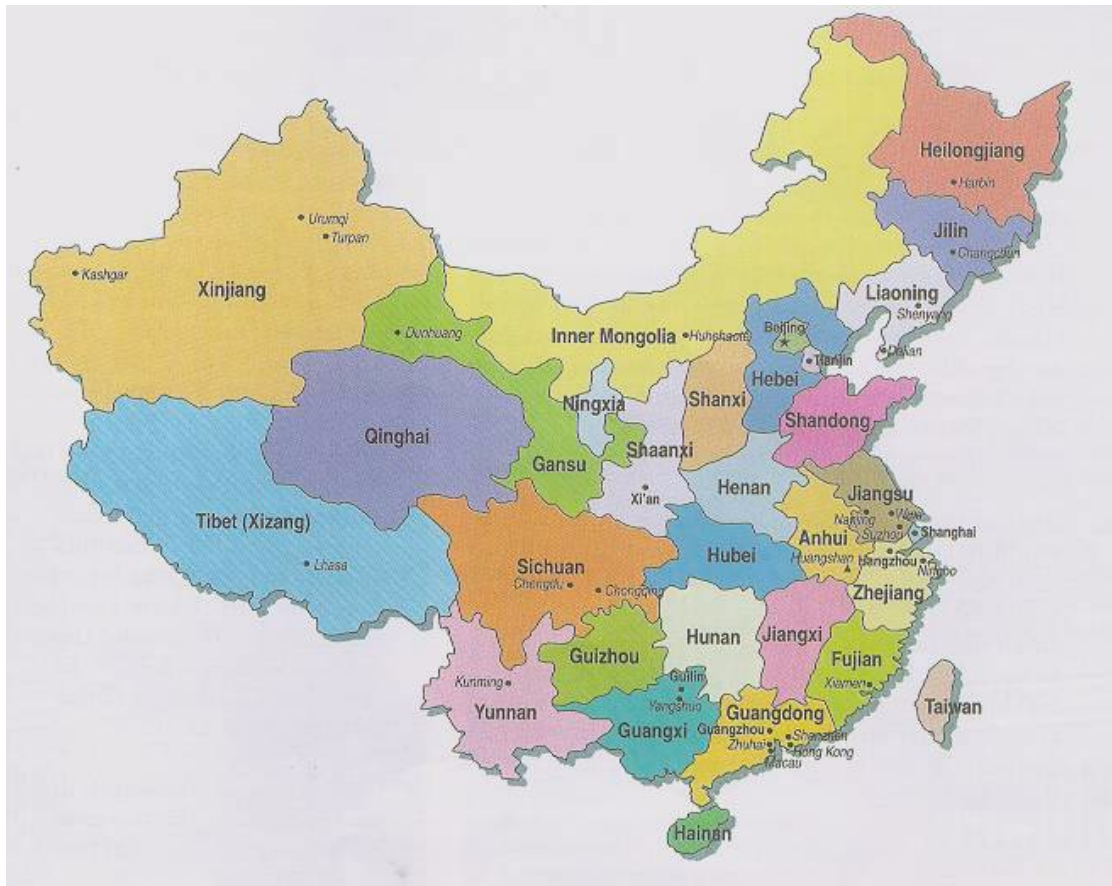 Heilongjiang
Harbin
Urumqi
Jilin
Turpan
Changchun
Kashgar
Xinjiang
Liaoning
Shenyang
Dunhuang
Inner Mongolia
Huhehaote
Beijing
Dalian
Tianjin
Hebei
Ningxia
Shanxi
Shandong
Qinghai
Shaanxi
Gansu
Xi'an
Henan
Jiangsu
Tibet (Xizang)
Nanjing
Wuxi
Suzhou
Shanghai
Anhui
Hubei
Huangshan
Hangzhou
Ningbo
Lhasa
Sichuan
Chengdu
Chongqing
Zhejiang
Hunan
Jiangxi
Guizhou
Fujian
Guilin
Kunming
Xiamen
Yangshuo
Yunnan
Guangdong
Taiwan
Guangxi
Guangzhou
Shenzhen
Zhuhai
Hong Kong
Macau
Hainan